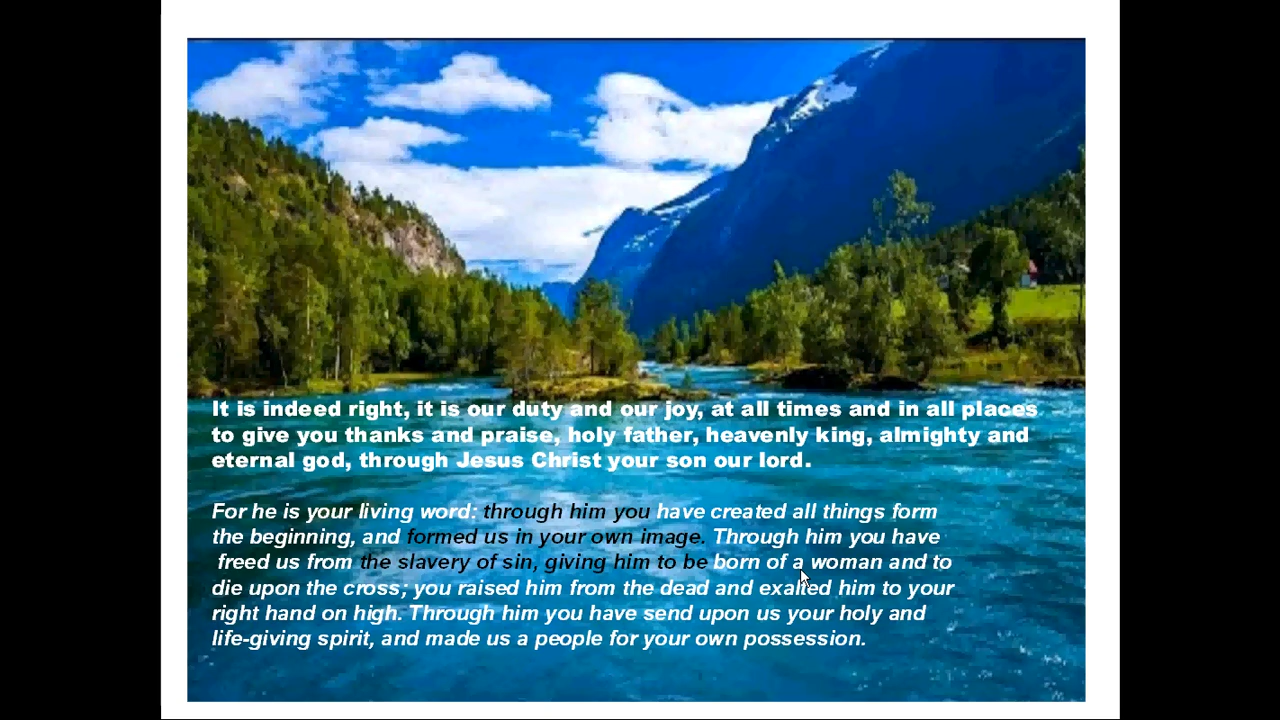 It is indeed right, it is our duty and our joy, at all times and in all places
to give you thanks and praise, holy father, heavenly king, almighty and
eternal god, through Jesus Christ your son our lord.
For he is your living word: through him you have created all things form
the beginning, and formed us in your own image. Through him you have
freed us from the slavery of sin, giving him to be born of a woman and to
die upon the cross; you raised him from the dead and exalted him to your
right hand on high. Through him you have send upon us your holy and
life-giving spirit, and made us a people for your own possession.